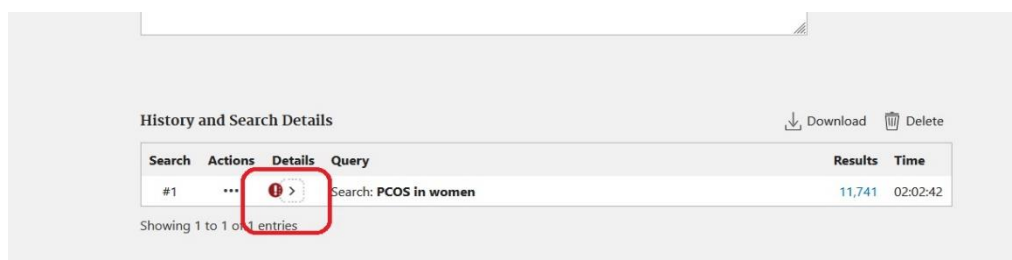 History and Search Details
Download Delete
Search Actions Details Query Results Time
#1 ··· ! > Search: PCOS in women 11,741 02:02:42
Showing 1 to 1 of 1 entries